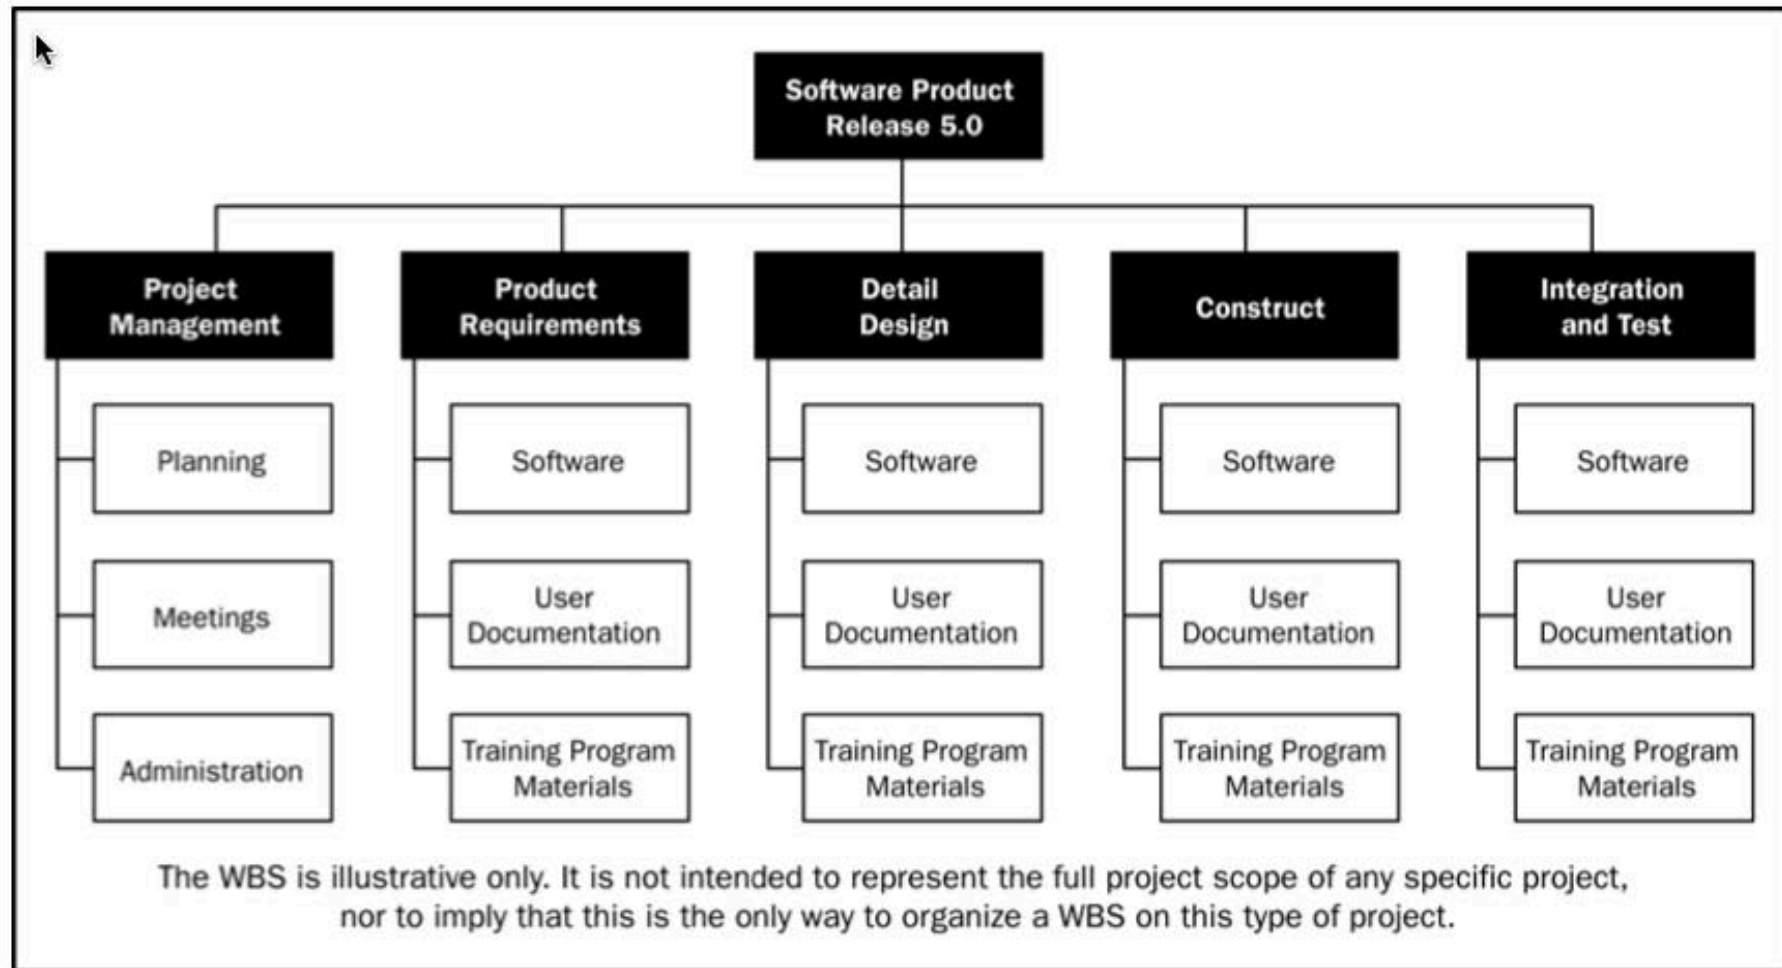 Software Product
Release 5.0
Project
Management
Product
Requirements
Detail
Design
Construct
Integration
and Test
Planning
Software
Software
Software
Software
Meetings
User
Documentation
User
Documentation
User
Documentation
User
Documentation
Administration
Training Program
Materials
Training Program
Materials
Training Program
Materials
Training Program
Materials
The WBS is illustrative only. It is not intended to represent the full project scope of any specific project,
nor to imply that this is the only way to organize a WBS on this type of project.